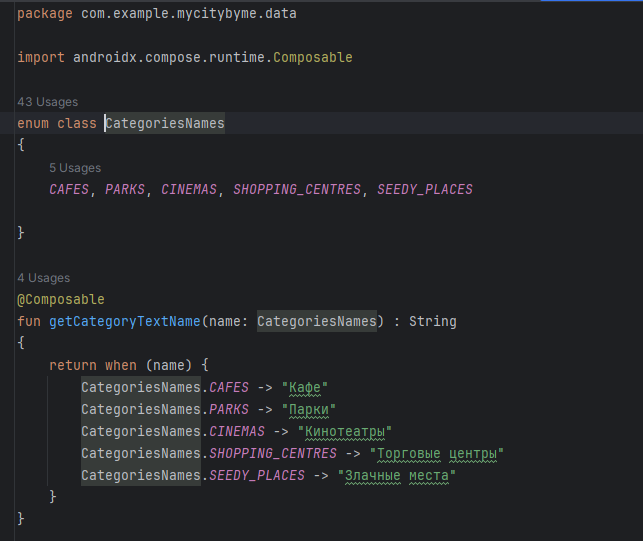 package com.example.mycitybyme.data
import androidx.compose.runtime.Composable
43 Usages
enum class CategoriesNames
{
5 Usages
CAFES, PARKS, CINEMAS, SHOPPING_CENTRES, SEEDY_PLACES
}
4 Usages
@Composable
fun getCategoryTextName(name: CategoriesNames) : String
{
return when (name) {
CategoriesNames.CAFES -> "Кафе"
CategoriesNames.PARKS -> "Парки"
CategoriesNames.CINEMAS -> "Кинотеатры"
CategoriesNames.SHOPPING_CENTRES -> "Торговые центры"
CategoriesNames.SEEDY_PLACES -> "Злачные места"
}
}